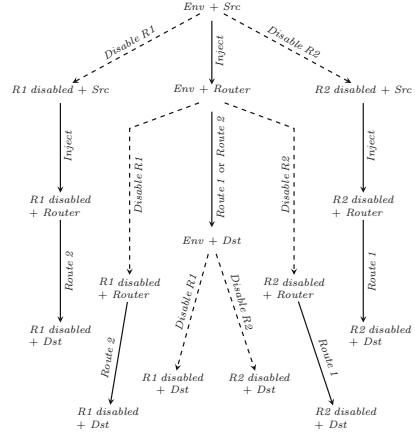 Env + Src
Disable R1
Inject
Disable R2
R1 disabled + Src
Env + Router
R2 disabled + Src
Inject
Disable R1
Route 1 or Route 2
Disable R2
Inject
R1 disabled
+ Router
R2 disabled
+ Router
Env + Dst
Route 2
Route 1
R1 disabled
+ Router
R2 disabled
+ Router
Disable R1
Disable R2
R1 disabled
+ Dst
R2 disabled
+ Dst
Route 2
Route 1
R1 disabled
+ Dst
R2 disabled
+ Dst
R1 disabled
+ Dst
R2 disabled
+ Dst